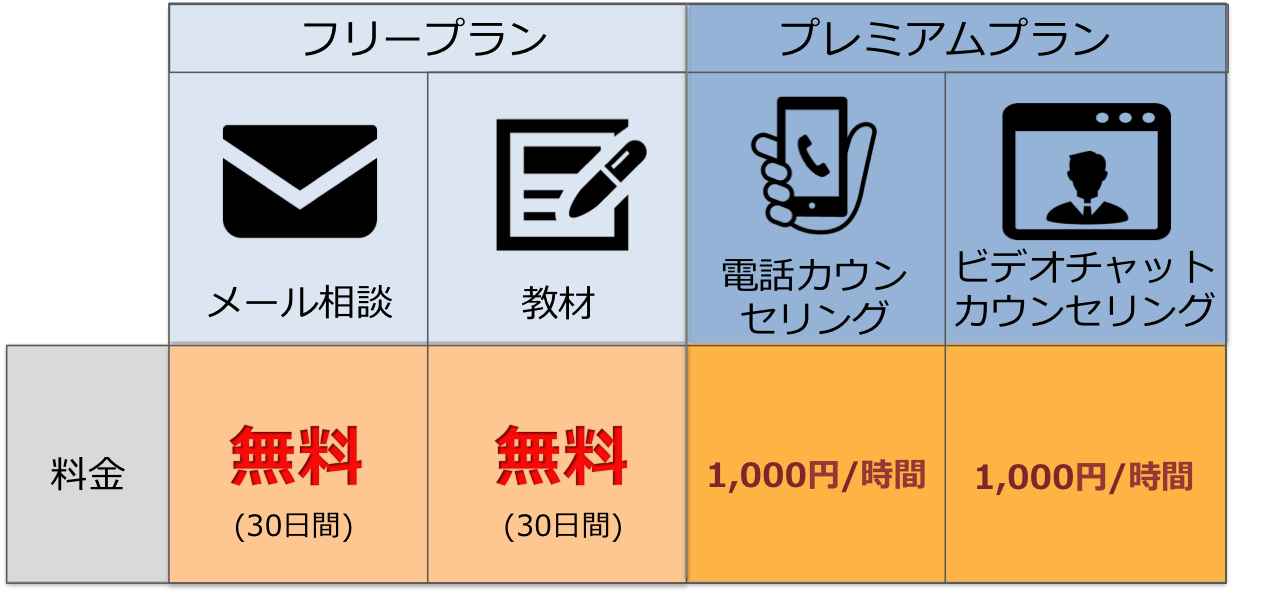 フリープラン
プレミアムプラン
メール相談
教材
電話カウン
セリング
ビデオチャット
カウンセリング
料金
無料
(30日間)
無料
(30日間)
1,000円/時間
1,000円/時間